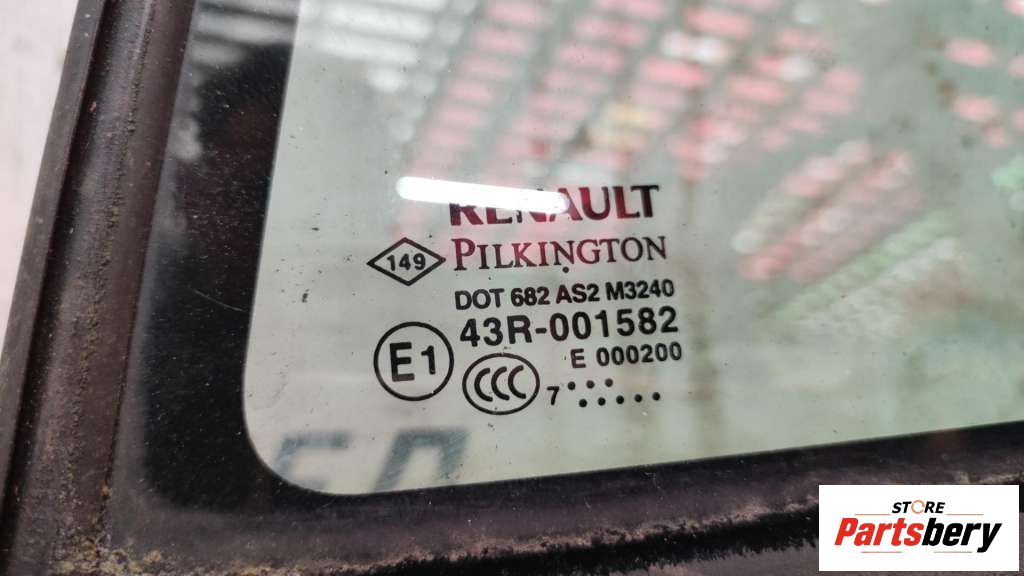 RENAULT
149 PILKINGTON
DOT 682 AS2 M3240
43R-001582
E1
E 000200
CCC
7
STORE
Partsbery